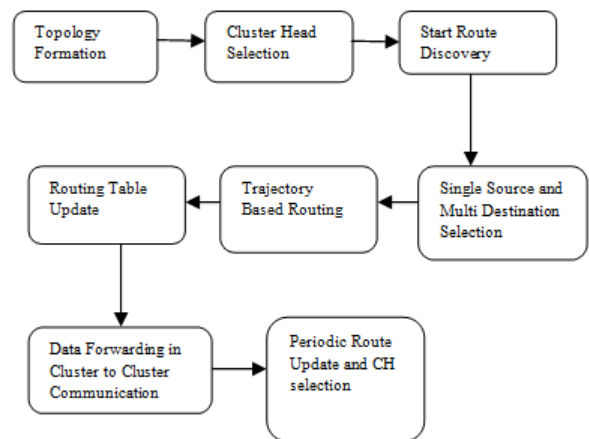 Topology
Formation
Cluster Head
Selection
Start Route
Discovery
Single Source and
Multi Destination
Selection
Trajectory
Based Routing
Routing Table
Update
Data Forwarding in
Cluster to Cluster
Communication
Periodic Route
Update and CH
selection